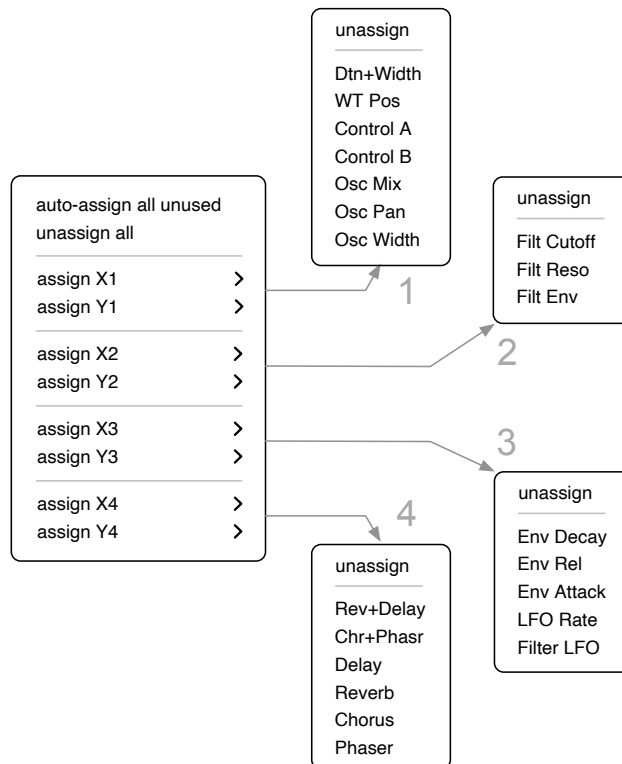 auto-assign all unused
unassign all
assign X1
assign Y1
assign X2
assign Y2
assign X3
assign Y3
assign X4
assign Y4
1
unassign
Dtn+Width
WT Pos
Control A
Control B
Osc Mix
Osc Pan
Osc Width
2
unassign
Filt Cutoff
Filt Reso
Filt Env
3
unassign
Env Decay
Env Rel
Env Attack
LFO Rate
Filter LFO
4
unassign
Rev+Delay
Chr+Phasr
Delay
Reverb
Chorus
Phaser